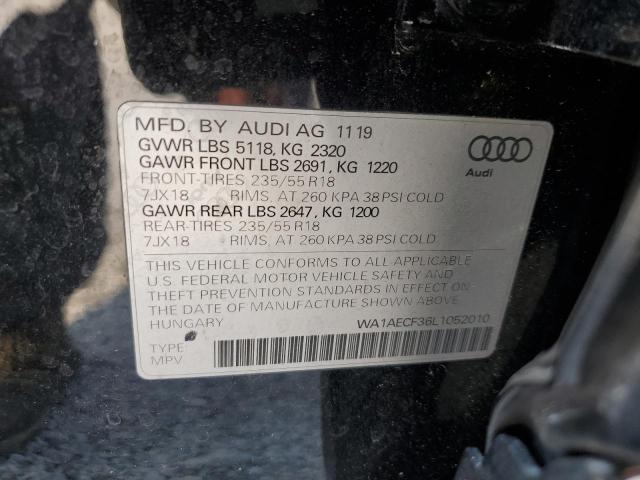 MFD. BY AUDI AG 11 19
GVWR LBS 5118, KG 2320
GAWR FRONT LBS 2691, KG 1220
FRONT-TIRES 235/55 R18
7JX18 RIMS, AT 260 KPA 38 PSI COLD
GAWR REAR LBS 2647, KG 1200
REAR-TIRES 235/55 R18
7JX18 RIMS, AT 260 KPA 38 PSI COLD
Audi
THIS VEHICLE CONFORMS TO ALL APPLICABLE
U.S. FEDERAL MOTOR VEHICLE SAFETY AND
THEFT PREVENTION STANDARDS IN EFFECT ON
THE DATE OF MANUFACTURE SHOWN ABOVE.
HUNGARY WA1AECF36L1052010
TYPE
MPV